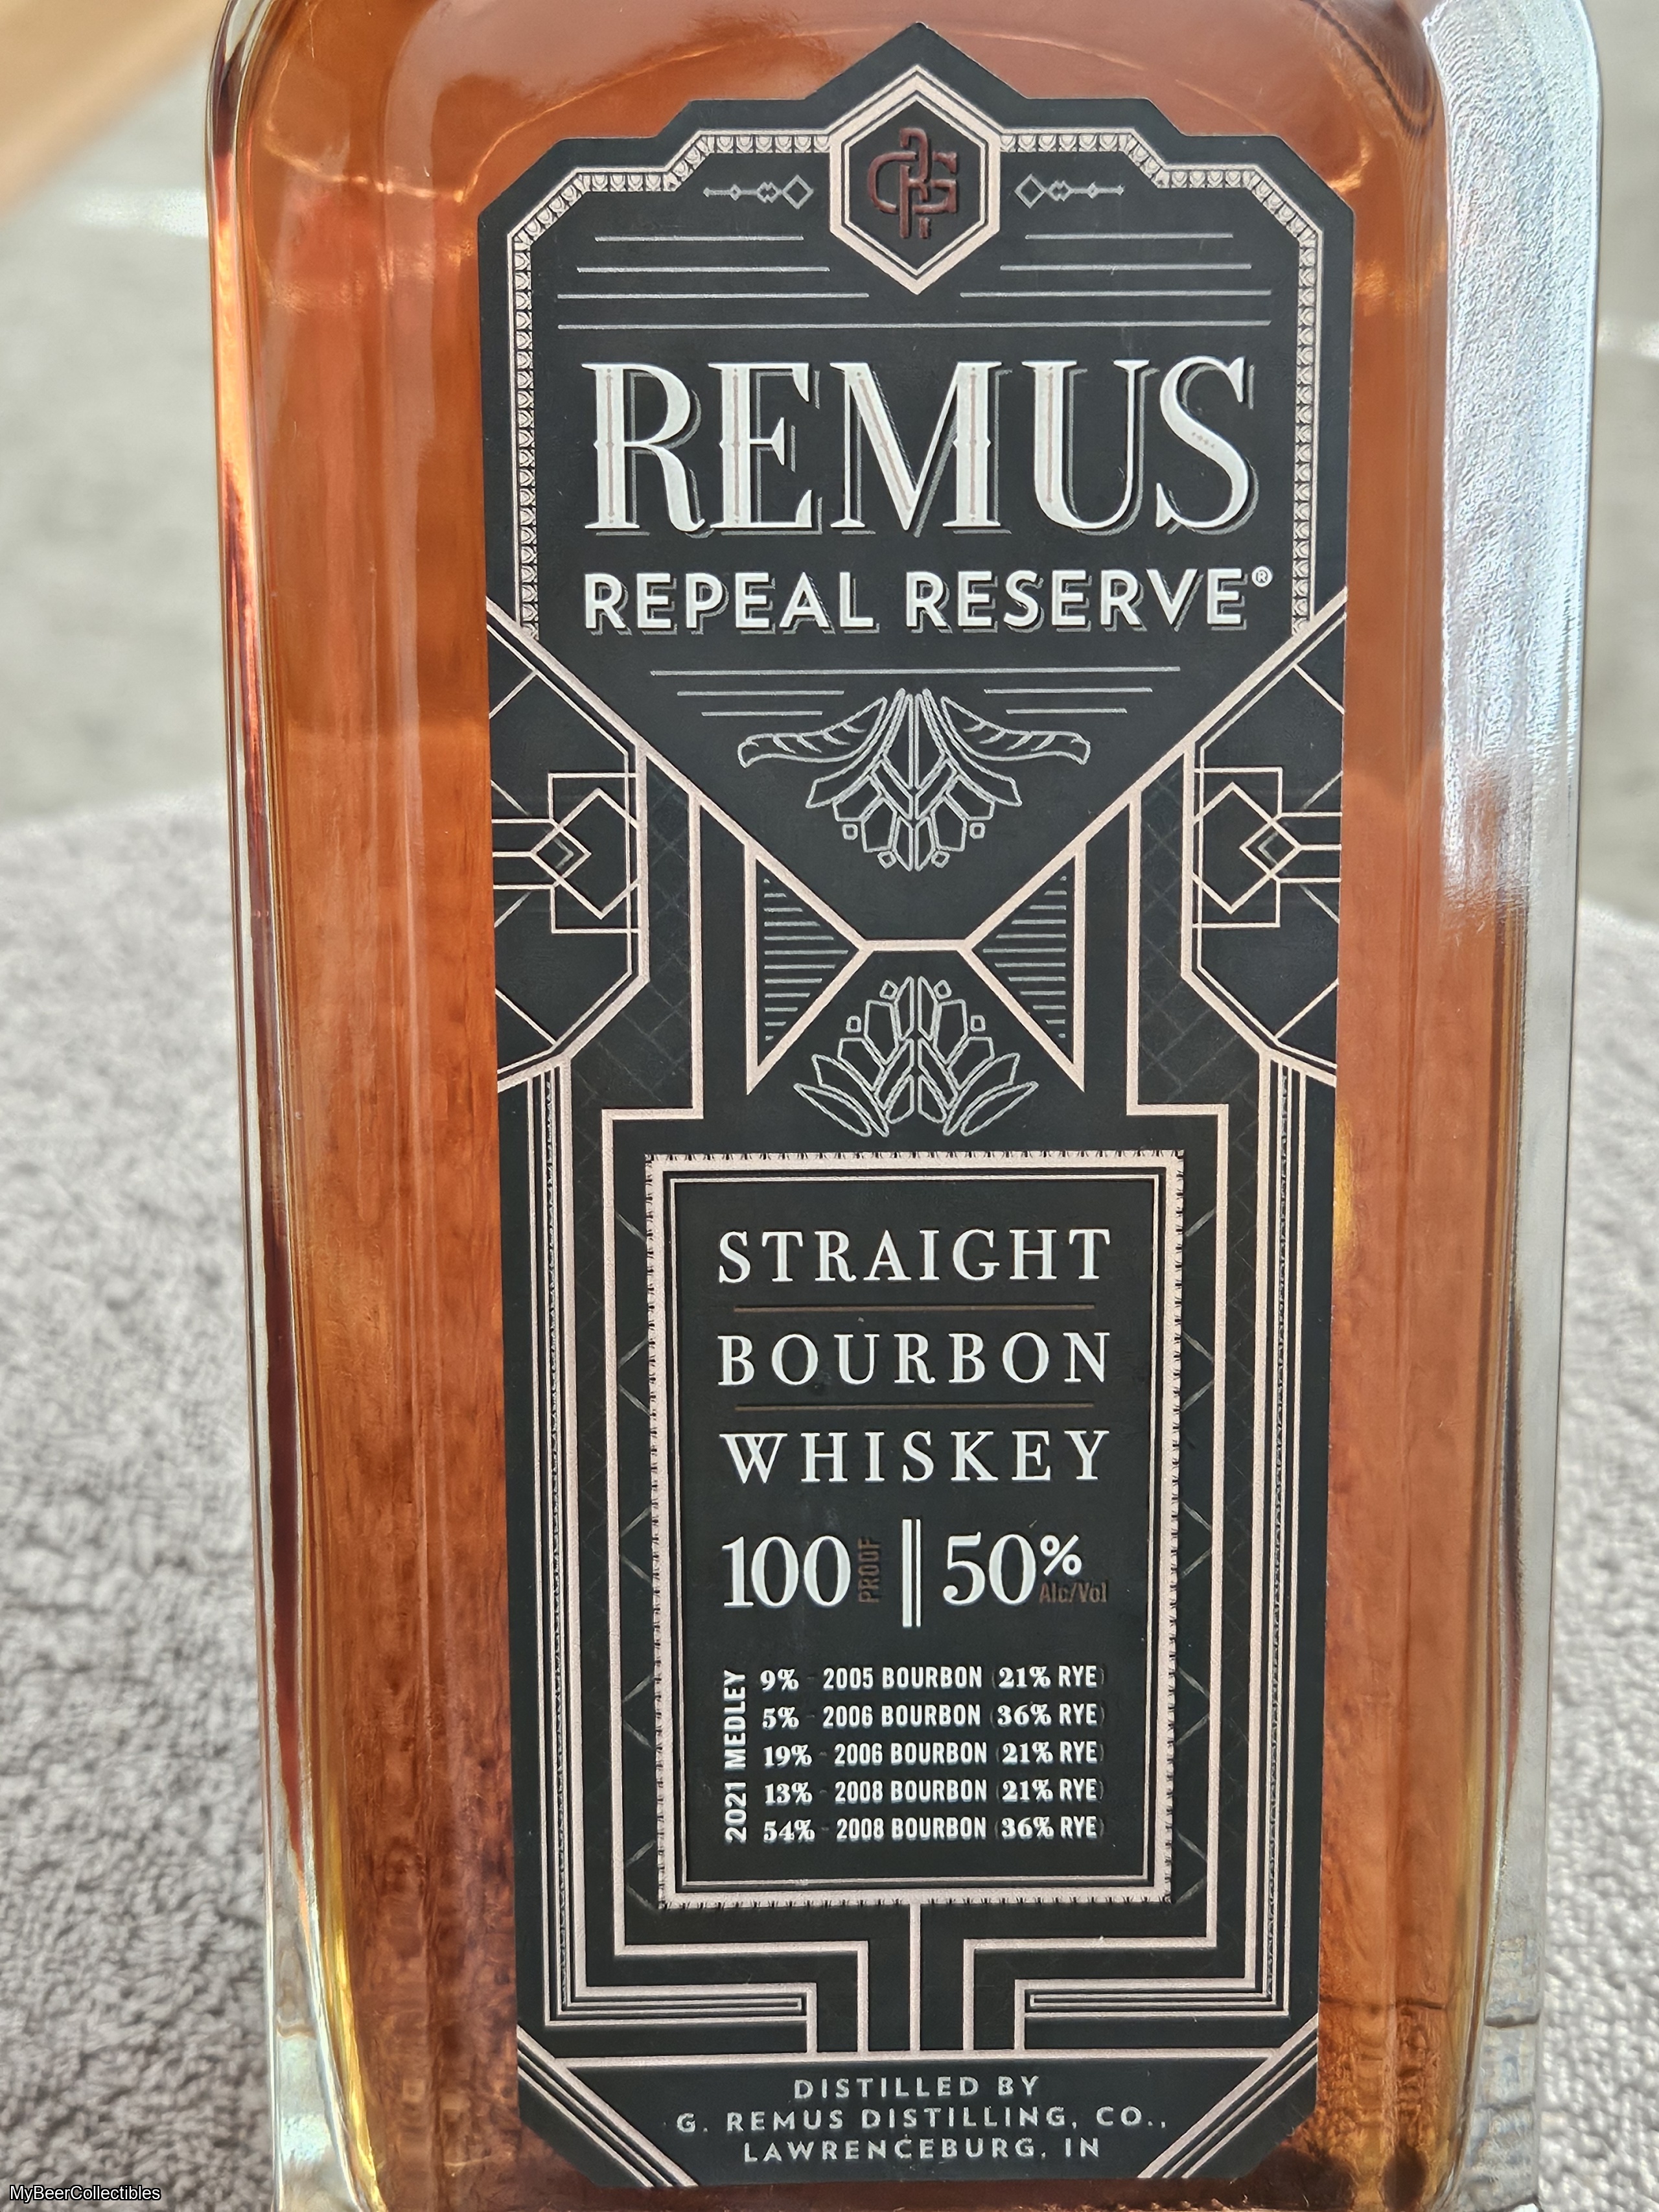 REMUS
REPEAL RESERVE®
STRAIGHT
BOURBON
WHISKEY
100 PROOF 50% Alc/Vol
2021 MEDLEY
9% - 2005 BOURBON (21% RYE)
5% - 2006 BOURBON (36% RYE)
19% - 2006 BOURBON (21% RYE)
13% - 2008 BOURBON (21% RYE)
54% - 2008 BOURBON (36% RYE)
DISTILLED BY
G. REMUS DISTILLING, CO.,
LAWRENCEBURG, IN
MyBeerCollectibles